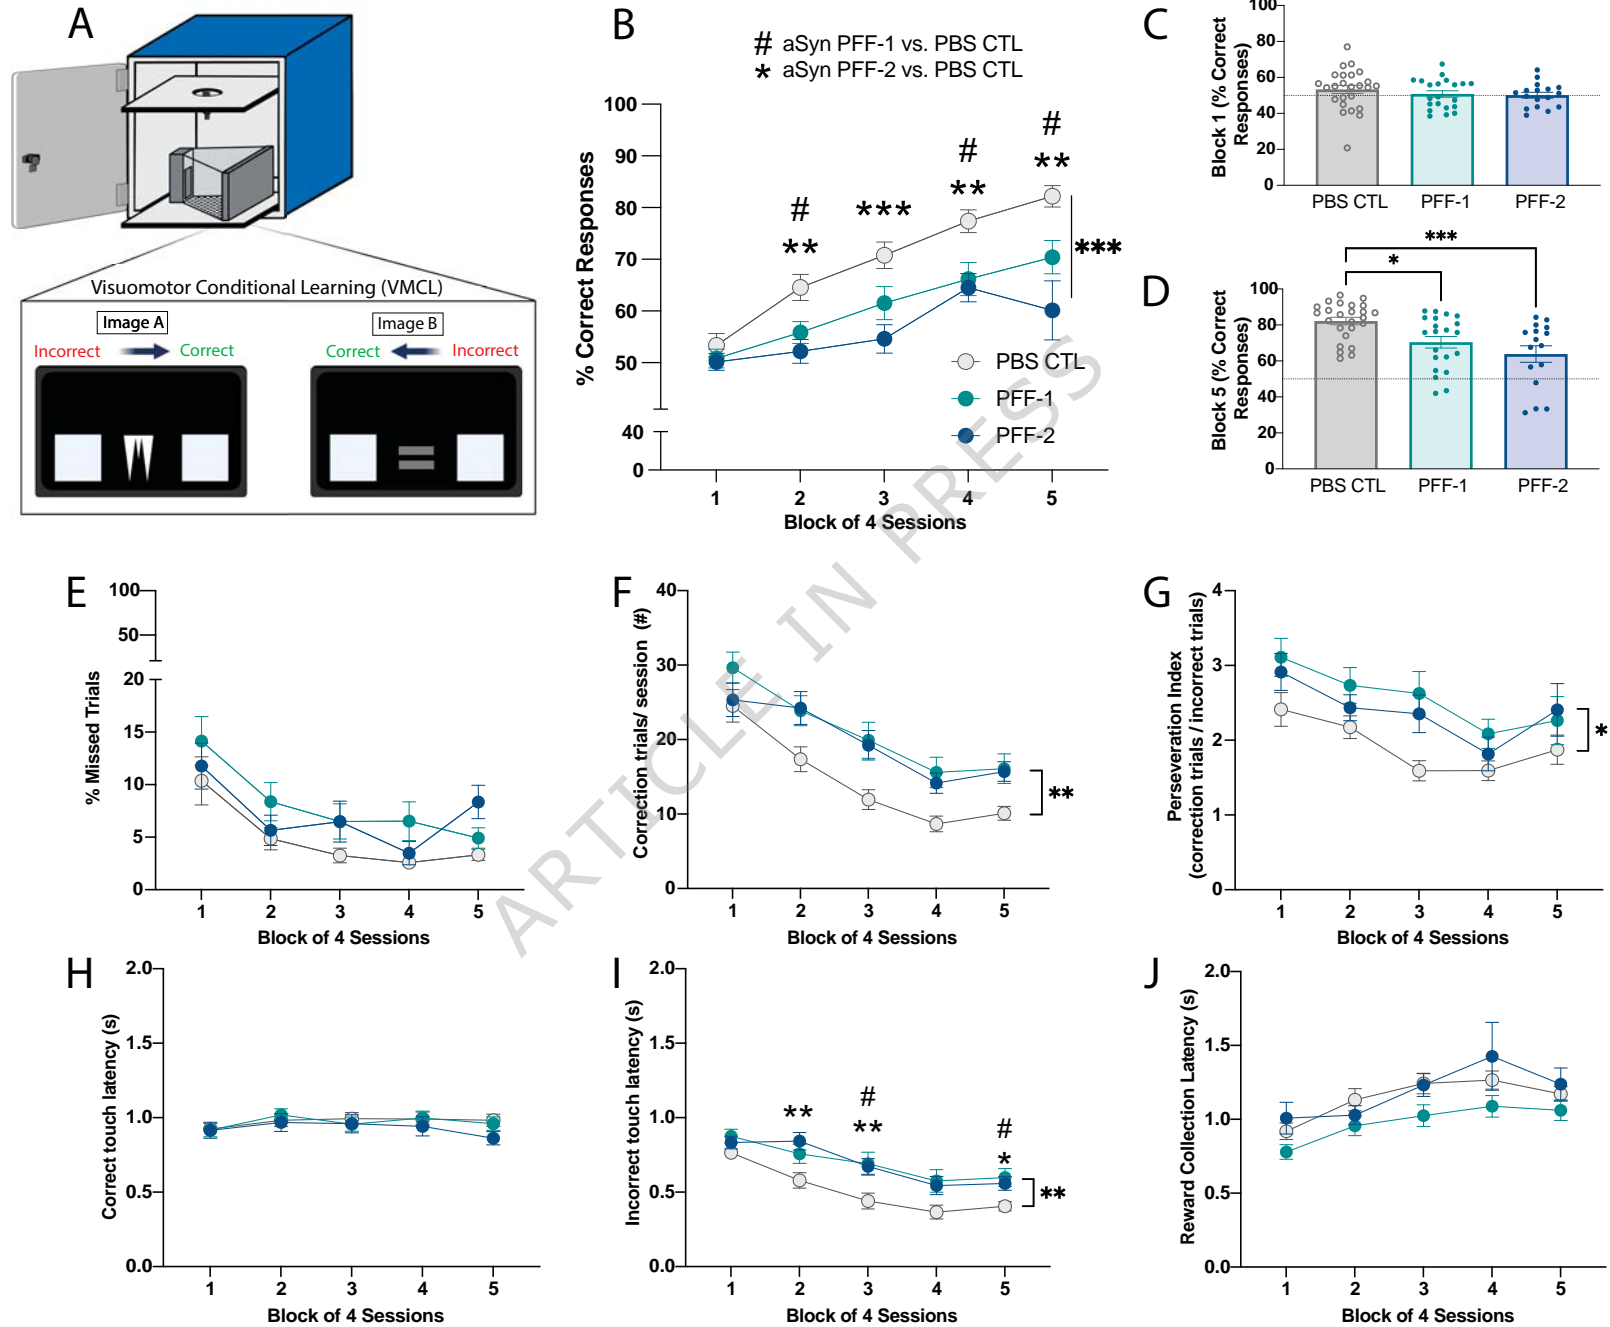 A
Visuomotor Conditional Learning (VMCL)
Image A
Image B
Incorrect
Correct
Correct
Incorrect
B
# aSyn PFF-1 vs. PBS CTL
* aSyn PFF-2 vs. PBS CTL
% Correct Responses
100
90
80
70
60
50
40
0
#
**
***
#
**
#
**
***
PBS CTL
PFF-1
PFF-2
1 2 3 4 5
Block of 4 Sessions
C
Block 1 (% Correct
Responses)
100
80
60
40
20
0
PBS CTL PFF-1 PFF-2
D
Block 5 (% Correct
Responses)
***
*
100
80
60
40
20
0
PBS CTL PFF-1 PFF-2
E
% Missed Trials
100
50
20
15
10
5
0
1 2 3 4 5
Block of 4 Sessions
F
Correction trials/ session (#)
40
30
20
10
0
**
1 2 3 4 5
Block of 4 Sessions
G
Perseveration Index
(correction trials / incorrect trials)
4
3
2
1
0
*
1 2 3 4 5
Block of 4 Sessions
H
Correct touch latency (s)
2.0
1.5
1.0
0.5
0.0
1 2 3 4 5
Block of 4 Sessions
I
Incorrect touch latency (s)
2.0
1.5
1.0
0.5
0.0
**
#
**
#
*
**
1 2 3 4 5
Block of 4 Sessions
J
Reward Collection Latency (s)
2.0
1.5
1.0
0.5
0.0
1 2 3 4 5
Block of 4 Sessions
ARTICLE IN PRESS